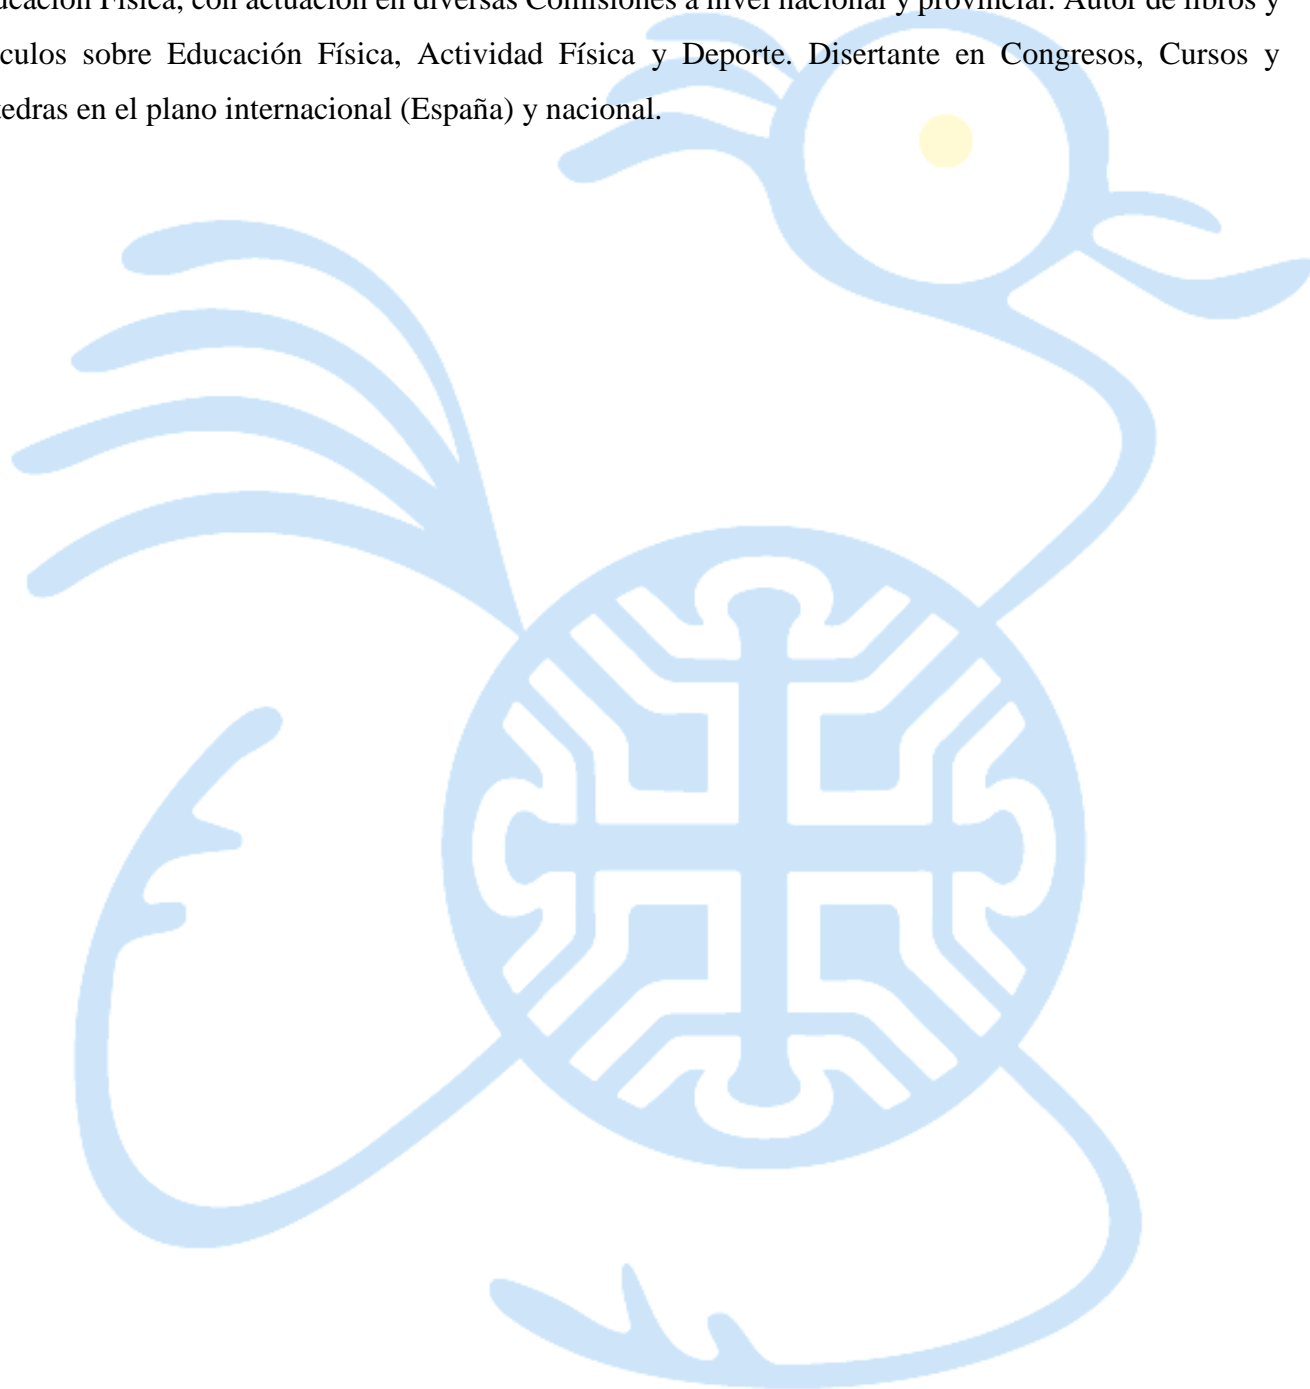 ucación Física, con actuación en diversas Comisiones a nivel nacional y provincial. Autor de libros y
culos sobre Educación Física, Actividad Física y Deporte. Disertante en Congresos, Cursos y
edras en el plano internacional (España) y nacional.